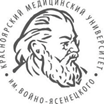 КРАСНОЯРСКИЙ МЕДИЦИНСКИЙ УНИВЕРСИТЕТ
ИМ. ВОЙНО-ЯСЕНЕЦКОГО